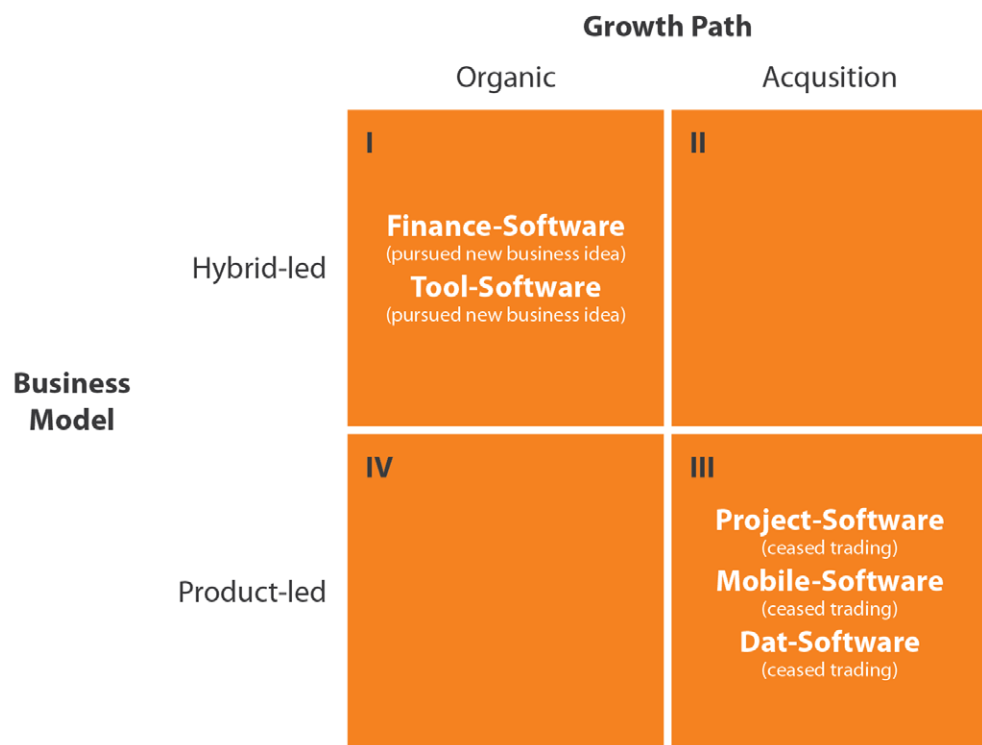 Growth Path
Organic
Acqusition
I
II
Finance-Software
(pursued new business idea)
Tool-Software
(pursued new business idea)
Hybrid-led
Business
Model
IV
III
Project-Software
(ceased trading)
Mobile-Software
(ceased trading)
Dat-Software
(ceased trading)
Product-led